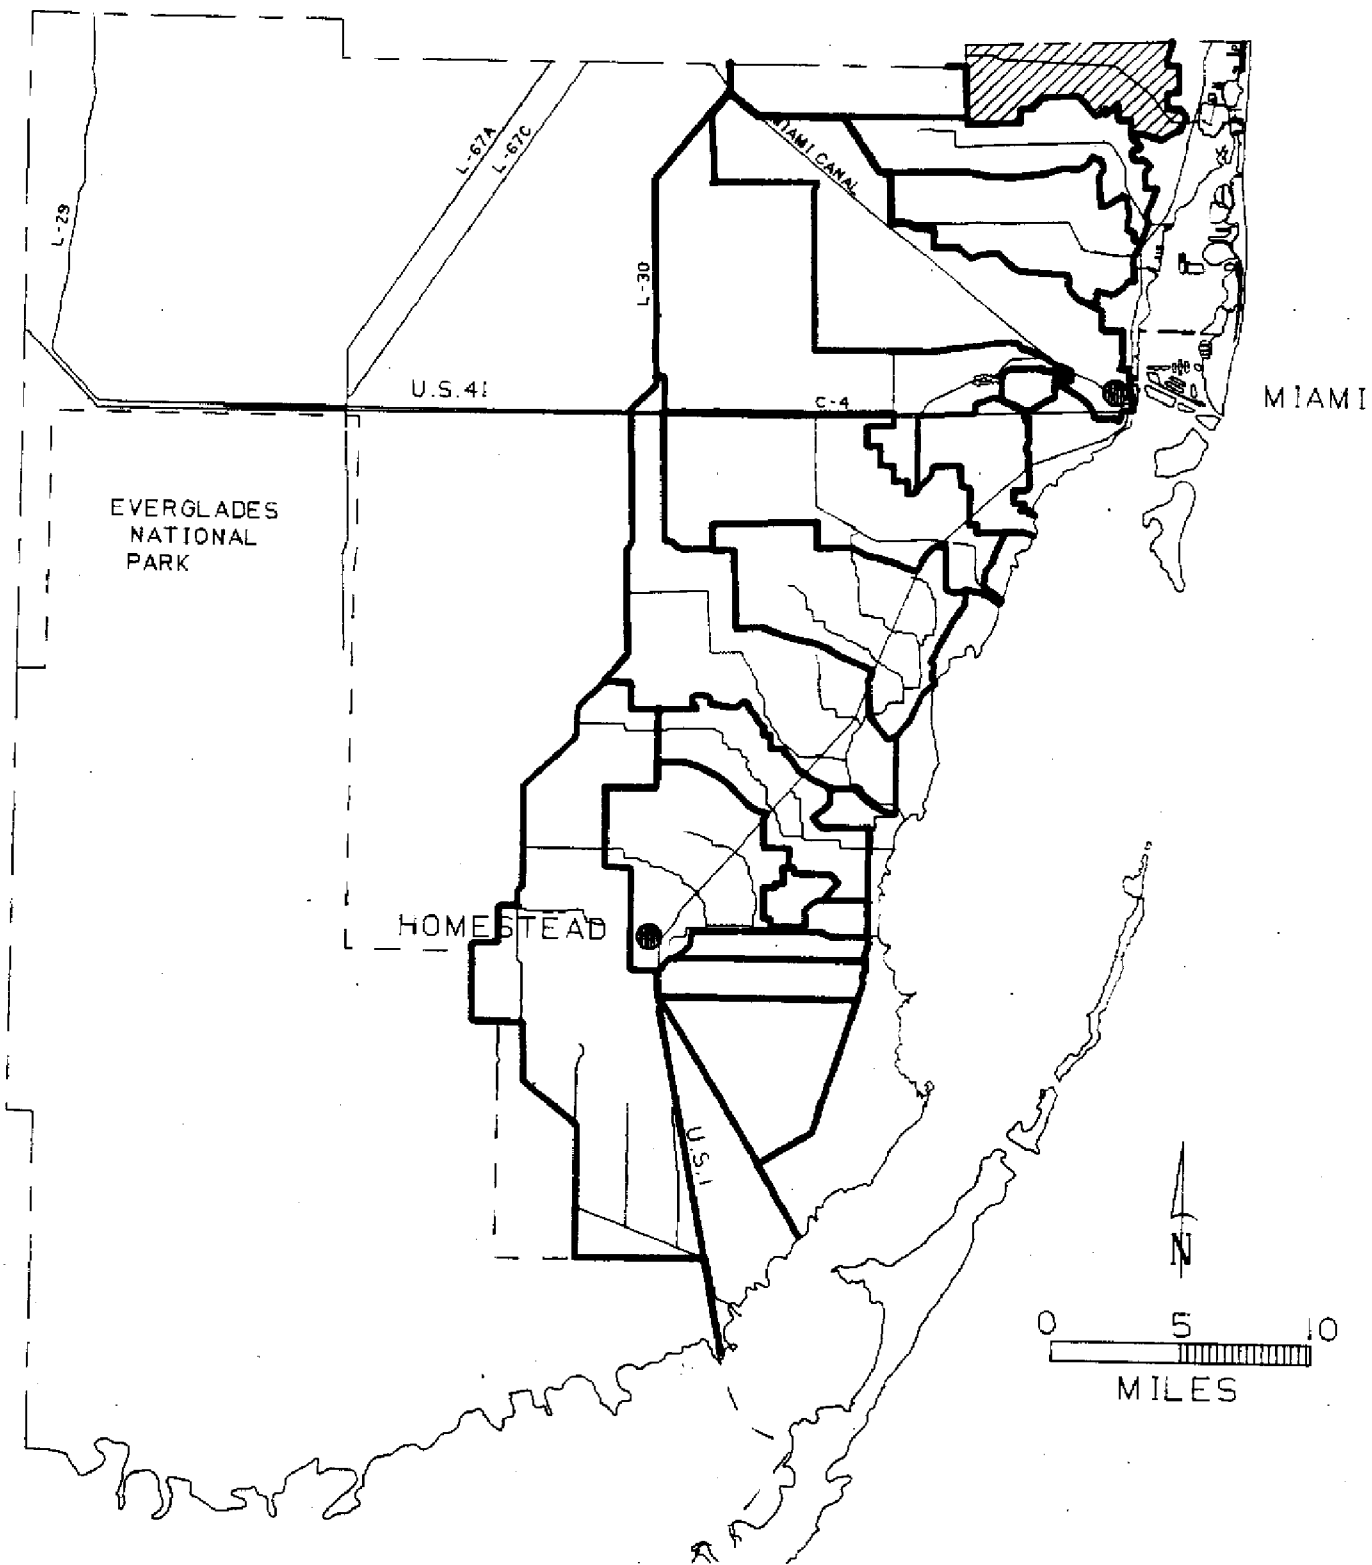 L-67A
L-67C
MIAMI CANAL
L-29
L-30
U.S.41
C-4
MIAMI
EVERGLADES
NATIONAL
PARK
HOMESTEAD
U.S.1
N
0 5 10
MILES